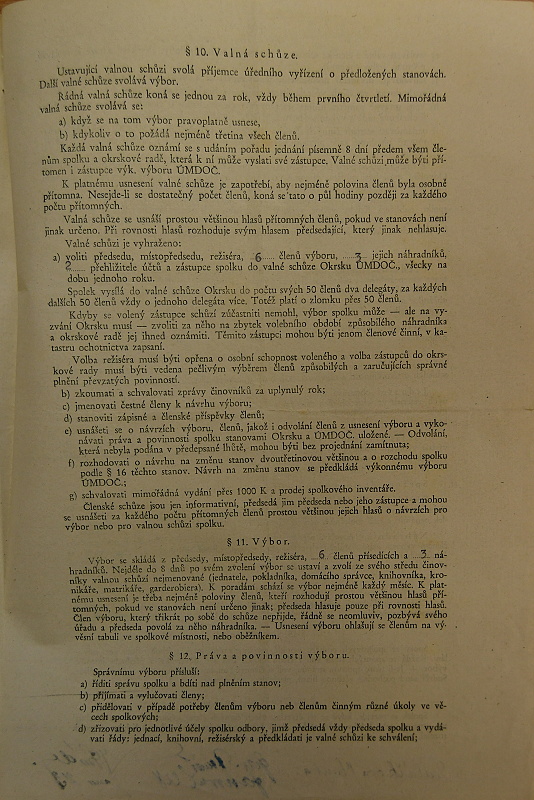 § 10. Valná schůze.
Ustavující valnou schůzi svolá příjemce úředního vyřízení o předložených stanovách.
Další valné schůze svolává výbor.
Řádná valná schůze koná se jednou za rok, vždy během prvního čtvrtletí. Mimořádná
valná schůze svolává se:
a) když se na tom výbor pravoplatně usnese,
b) kdykoliv o to požádá nejméně třetina všech členů.
Každá valná schůze oznámí se s udáním pořadu jednání písemně 8 dní předem všem čle-
nům spolku a okrskové radě, která k ní může vyslati své zástupce. Valné schůzi může býti pří-
tomen i zástupce výk. výboru ÚMDOČ.
K platnému usnesení valné schůze je zapotřebí, aby nejméně polovina členů byla osobně
přítomna. Nesejde-li se dostatečný počet členů, koná se tato o půl hodiny později za každého
počtu přítomných.
Valná schůze se usnáší prostou většinou hlasů přítomných členů, pokud ve stanovách není
jinak určeno. Při rovnosti hlasů rozhoduje svým hlasem předsedající, který jinak nehlasuje.
Valné schůzi je vyhraženo:
a) voliti předsedu, místopředsedu, režiséra, 6 členů výboru, 3 jejich náhradníků,
2 přehlížitele účtů a zástupce spolku do valné schůze Okrsku ÚMDOČ., všecky na
dobu jednoho roku.
Spolek vysílá do valné schůze Okrsku do počtu svých 50 členů dva delegáty, za každých
dalších 50 členů vždy o jednoho delegáta více. Totéž platí o zlomku přes 50 členů.
Kdyby se volený zástupce schůzí zúčastniti nemohl, výbor spolku může — ale na vy-
zvání Okrsku musí — zvoliti za něho na zbytek volebního období způsobilého náhradníka
a okrskové radě jej ihned oznámiti. Těmito zástupci mohou býti jenom členové činní, v ka-
tastru ochotnictva zapsaní.
Volba režiséra musí býti opřena o osobní schopnost voleného a volba zástupců do okrs-
kové rady musí býti vedena pečlivým výběrem členů způsobilých a zaručujících správné
plnění převzatých povinností.
b) zkoumati a schvalovati zprávy činovníků za uplynulý rok;
c) jmenovati čestné členy k návrhu výboru;
d) stanoviti zápisné a členské příspěvky členů;
e) usnášeti se o návrzích výboru, členů, jakož i odvolání členů z usnesení výboru a vyko-
návati práva a povinnosti spolku stanovami Okrsku a ÚMDOČ. uložené. — Odvolání,
která nebyla podána v předepsané lhůtě, mohou býti bez projednání zamítnuta;
f) rozhodovati o návrhu na změnu stanov dvoutřetinovou většinou a o rozchodu spolku
podle § 16 těchto stanov. Návrh na změnu stanov se předkládá výkonnému výboru
ÚMDOČ.;
g) schvalovati mimořádná vydání přes 1000 K a prodej spolkového inventáře.
Členské schůze jsou jen informativní, předsedá jim předseda nebo jeho zástupce a mohou
se usnášeti za každého počtu přítomných členů prostou většinou jejich hlasů o návrzích pro
výbor nebo pro valnou schůzi spolku.
§ 11. Výbor.
Výbor se skládá z předsedy, místopředsedy, režiséra, 6 členů přísedících a 3 ná-
hradníků. Nejdéle do 8 dnů po svém zvolení výbor se ustaví a zvolí ze svého středu činov-
níky valnou schůzí nejmenované (jednatele, pokladníka, domácího správce, knihovníka, kro-
nikáře, matrikáře, garderobiera). K poradám schází se výbor nejméně každý měsíc. K plat-
nému usnesení je třeba nejméně poloviny členů, kteří rozhodují prostou většinou hlasů pří-
tomných, pokud ve stanovách není určeno jinak; předseda hlasuje pouze při rovnosti hlasů.
Člen výboru, který třikrát po sobě do schůze nepřijde, řádně se neomluviv, pozbývá svého
úřadu a předseda povolá za něho náhradníka. — Usnesení výboru ohlašují se členům na vý-
věsní tabuli ve spolkové místnosti, nebo oběžníkem.
§ 12. Práva a povinnosti výboru.
Správnímu výboru přísluší:
a) říditi správu spolku a bdíti nad plněním stanov;
b) přijímati a vylučovati členy;
c) přidělovati v případě potřeby členům výboru neb členům činným různé úkoly ve vě-
cech spolkových;
d) zřizovati pro jednotlivé účely spolku odbory, jimž předsedá vždy předseda spolku a vydá-
vati řády: jednací, knihovní, režisérský a předkládati je valné schůzi ke schválení;